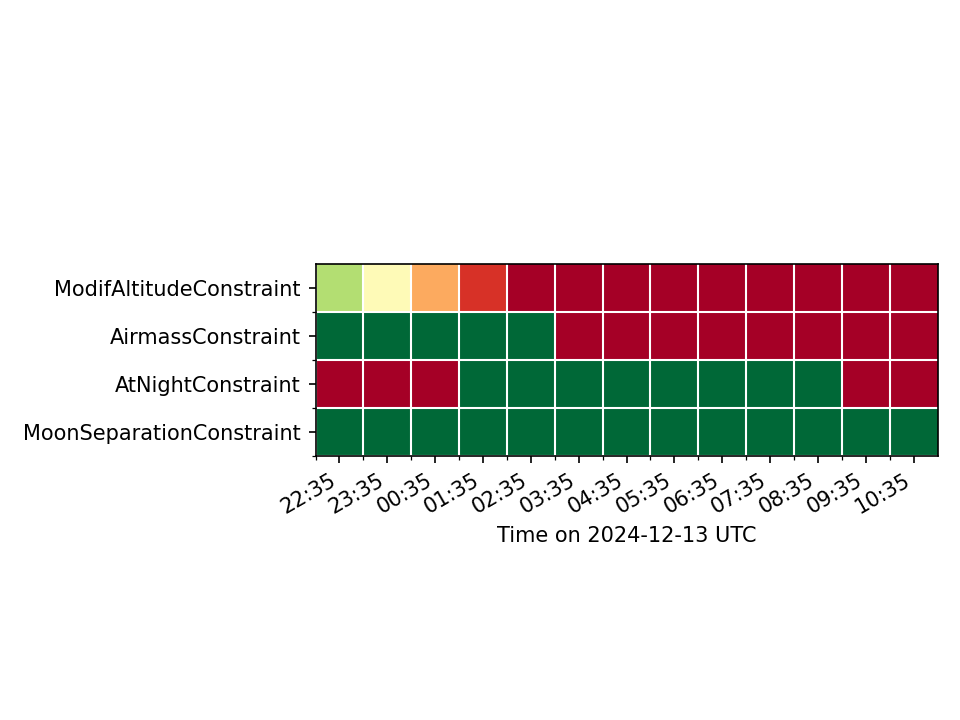 ModifAltitudeConstraint
AirmassConstraint
AtNightConstraint
MoonSeparationConstraint
22:35 23:35 00:35 01:35 02:35 03:35 04:35 05:35 06:35 07:35 08:35 09:35 10:35
Time on 2024-12-13 UTC